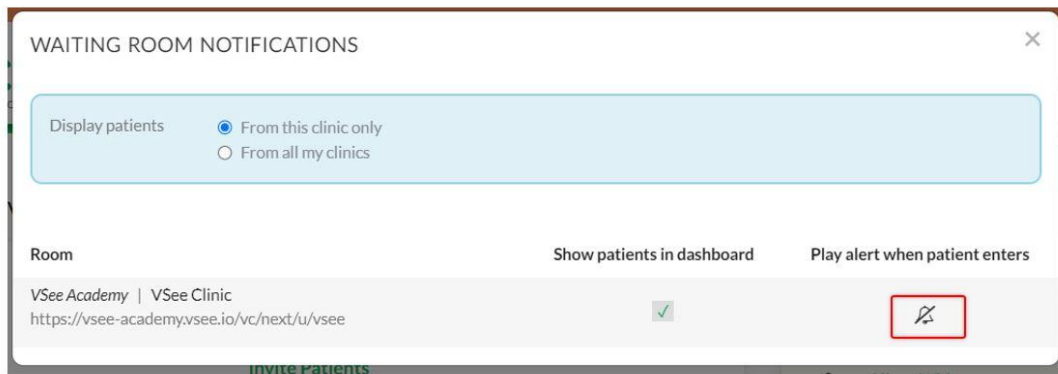 WAITING ROOM NOTIFICATIONS
Display patients
From this clinic only
From all my clinics
Room Show patients in dashboard Play alert when patient enters
VSee Academy | VSee Clinic
https://vsee-academy.vsee.io/vc/next/u/vsee
Invite Patients